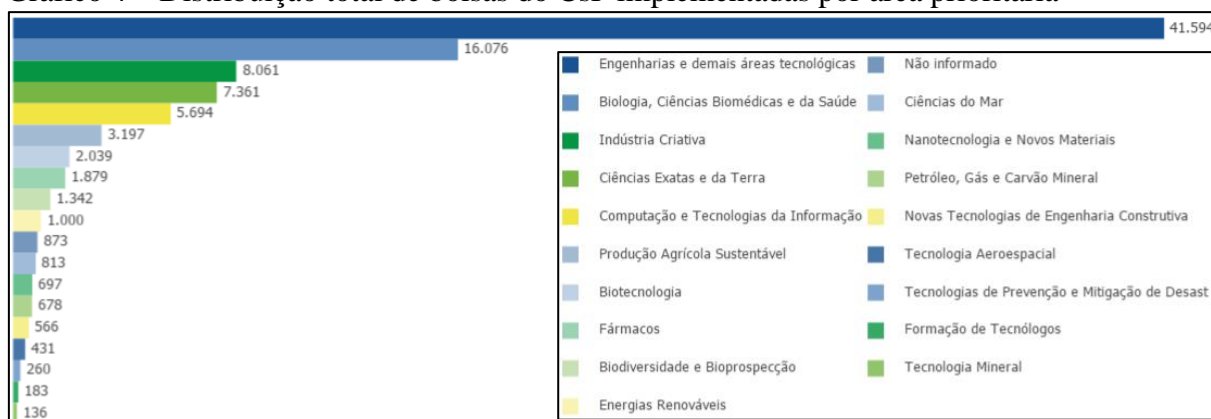 Gráfico – Distribuição total de bolsas do CsF implementadas por área prioritária
41.594
16.076
8.061
7.361
5.694
3.197
2.039
1.879
1.342
1.000
873
813
697
678
566
431
260
183
136
Engenharias e demais áreas tecnológicas
Biologia, Ciências Biomédicas e da Saúde
Indústria Criativa
Ciências Exatas e da Terra
Computação e Tecnologias da Informação
Produção Agrícola Sustentável
Biotecnologia
Fármacos
Biodiversidade e Bioprospecção
Energias Renováveis
Não informado
Ciências do Mar
Nanotecnologia e Novos Materiais
Petróleo, Gás e Carvão Mineral
Novas Tecnologias de Engenharia Construtiva
Tecnologia Aeroespacial
Tecnologias de Prevenção e Mitigação de Desast
Formação de Tecnólogos
Tecnologia Mineral